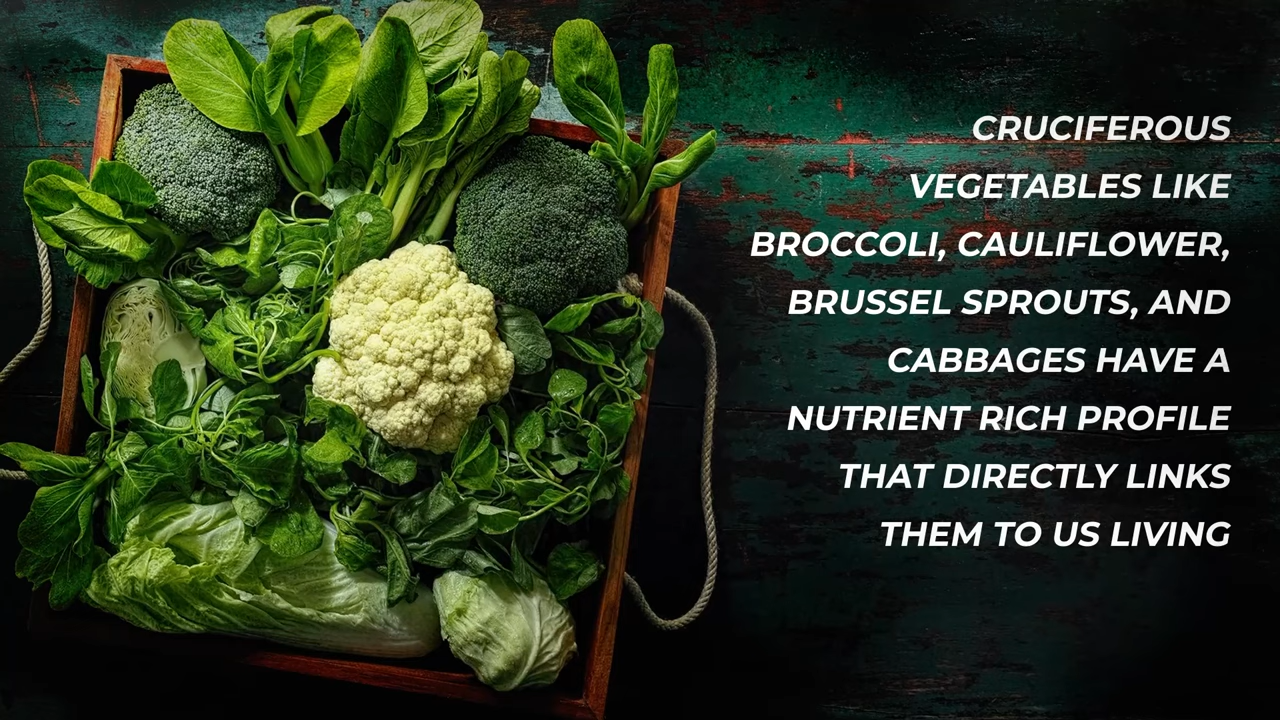 CRUCIFEROUS
VEGETABLES LIKE
BROCCOLI, CAULIFLOWER,
BRUSSEL SPROUTS, AND
CABBAGES HAVE A
NUTRIENT RICH PROFILE
THAT DIRECTLY LINKS
THEM TO US LIVING